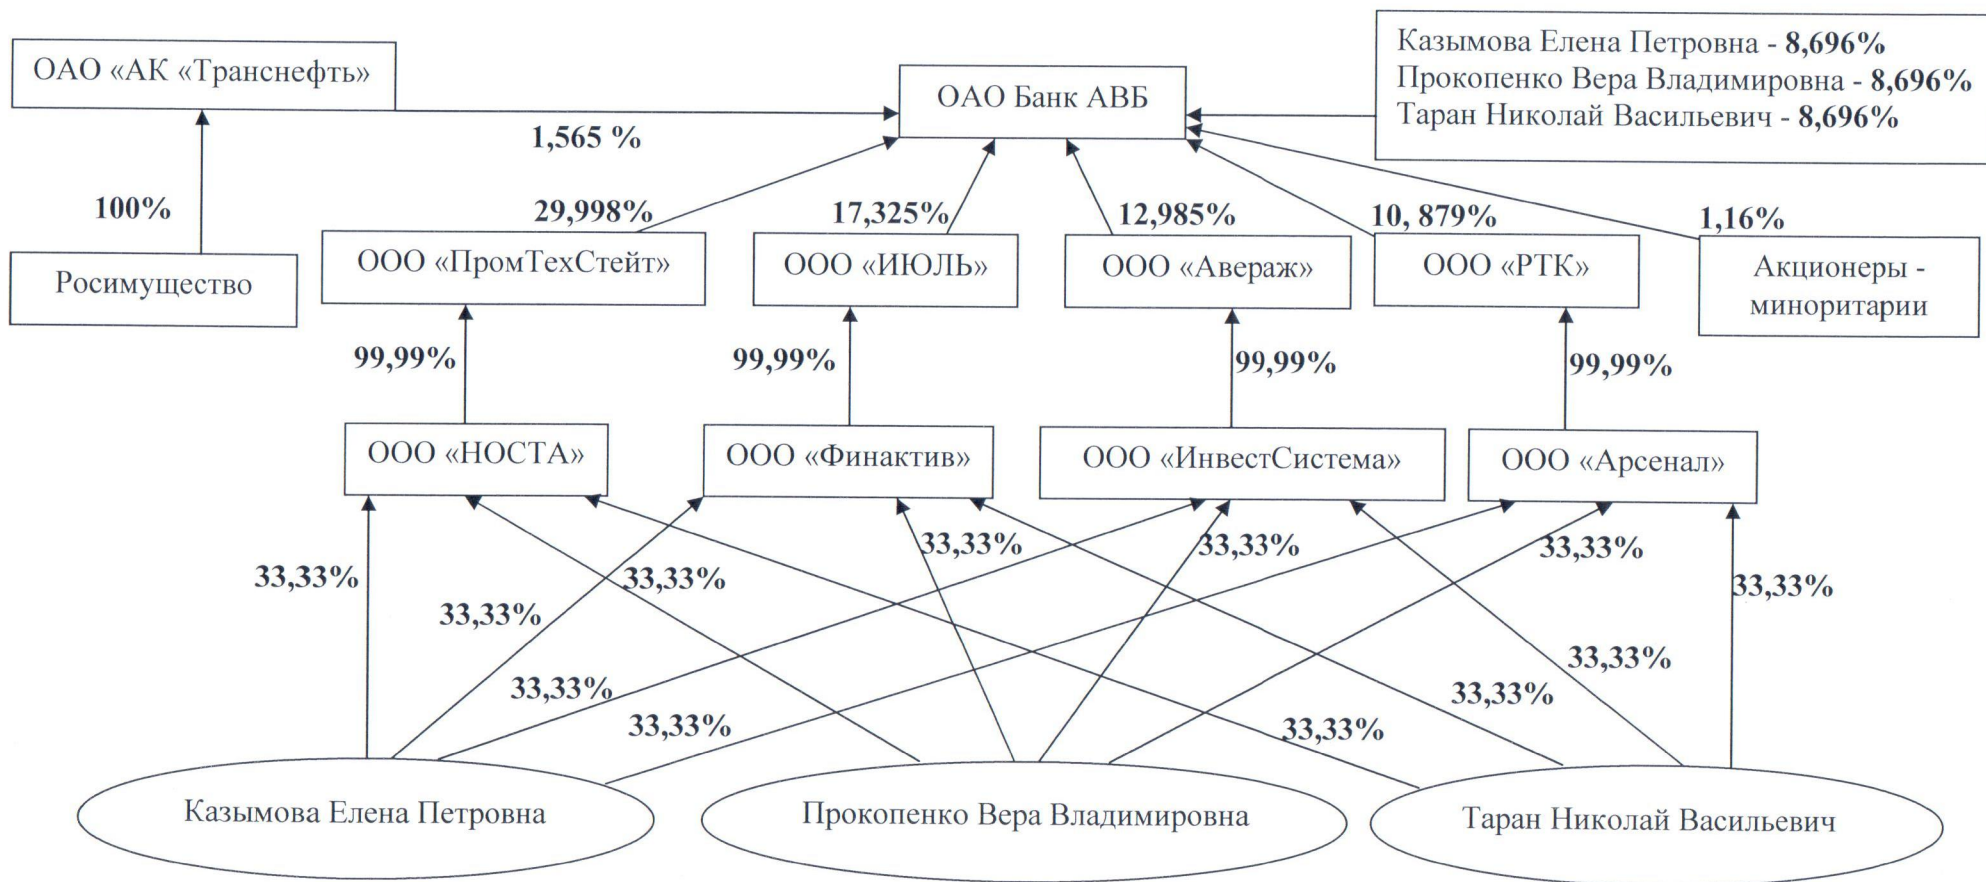 ОАО «АК «Транснефть»
ОАО Банк АВБ
Казымова Елена Петровна - 8,696%
Прокопенко Вера Владимировна - 8,696%
Таран Николай Васильевич - 8,696%
1,565 %
100%
29,998%
17,325%
12,985%
10, 879%
1,16%
Росимущество
ООО «ПромТехСтейт»
ООО «ИЮЛЬ»
ООО «Авераж»
ООО «РТК»
Акционеры -
миноритарии
99,99%
99,99%
99,99%
99,99%
ООО «НОСТА»
ООО «Финактив»
ООО «ИнвестСистема»
ООО «Арсенал»
33,33%
33,33%
33,33%
33,33%
33,33%
33,33%
33,33%
33,33%
33,33%
33,33%
33,33%
33,33%
Казымова Елена Петровна
Прокопенко Вера Владимировна
Таран Николай Васильевич